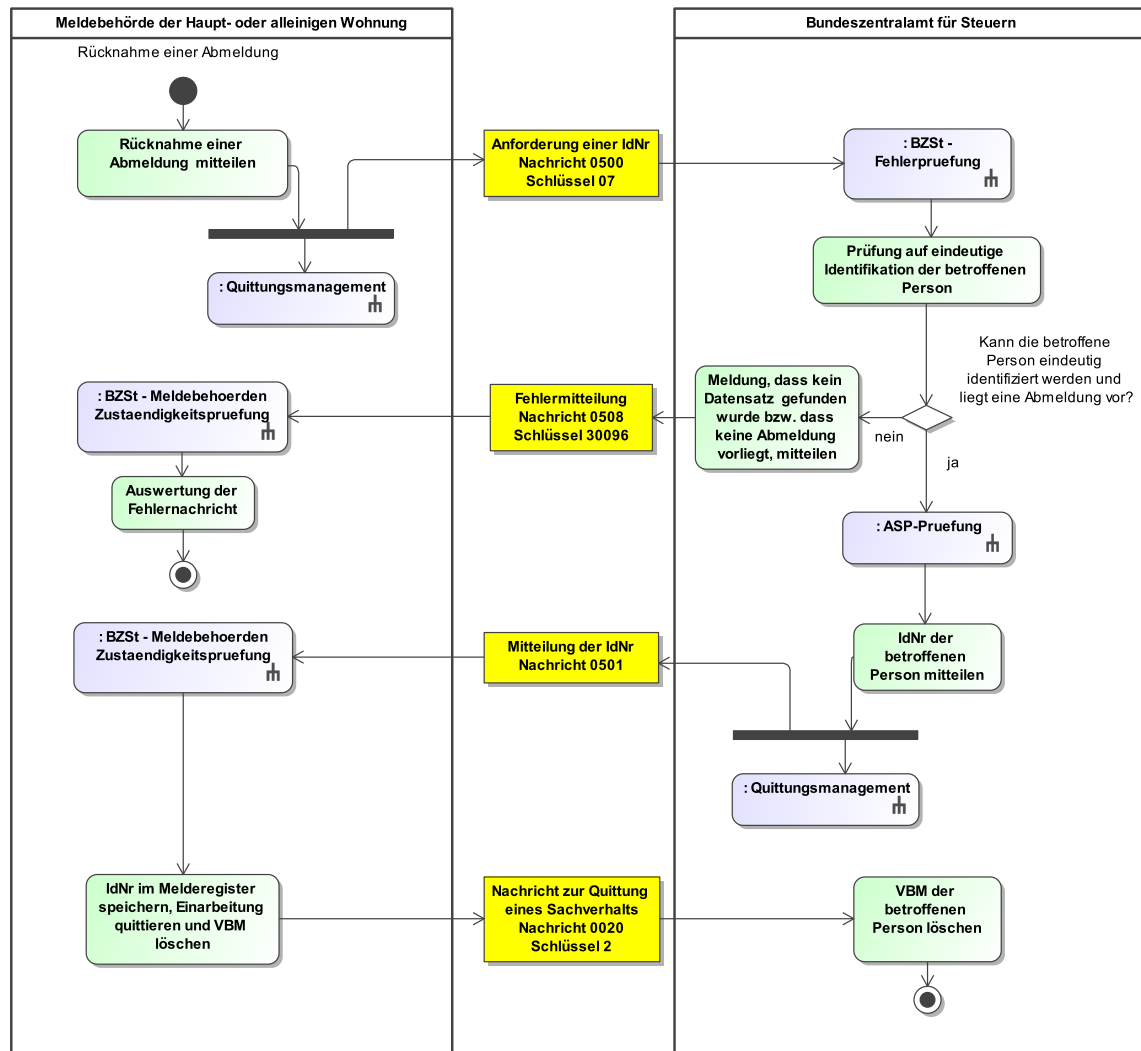 Meldebehörde der Haupt- oder alleinigen Wohnung
Bundeszentralamt für Steuern
Rücknahme einer Abmeldung
Rücknahme einer
Abmeldung mitteilen
Anforderung einer IdNr
Nachricht 0500
Schlüssel 07
: BZSt -
Fehlerpruefung
: Quittungsmanagement
Prüfung auf eindeutige
Identifikation der betroffenen
Person
Kann die betroffene
Person eindeutig
identifiziert werden und
liegt eine Abmeldung vor?
nein
ja
Meldung, dass kein
Datensatz gefunden
wurde bzw. dass
keine Abmeldung
vorliegt, mitteilen
Fehlermitteilung
Nachricht 0508
Schlüssel 30096
: BZSt - Meldebehoerden
Zustaendigkeitspruefung
Auswertung der
Fehlernachricht
: ASP-Pruefung
IdNr der
betroffenen
Person mitteilen
Mitteilung der IdNr
Nachricht 0501
: BZSt - Meldebehoerden
Zustaendigkeitspruefung
: Quittungsmanagement
IdNr im Melderegister
speichern, Einarbeitung
quittieren und VBM
löschen
Nachricht zur Quittung
eines Sachverhalts
Nachricht 0020
Schlüssel 2
VBM der
betroffenen
Person löschen